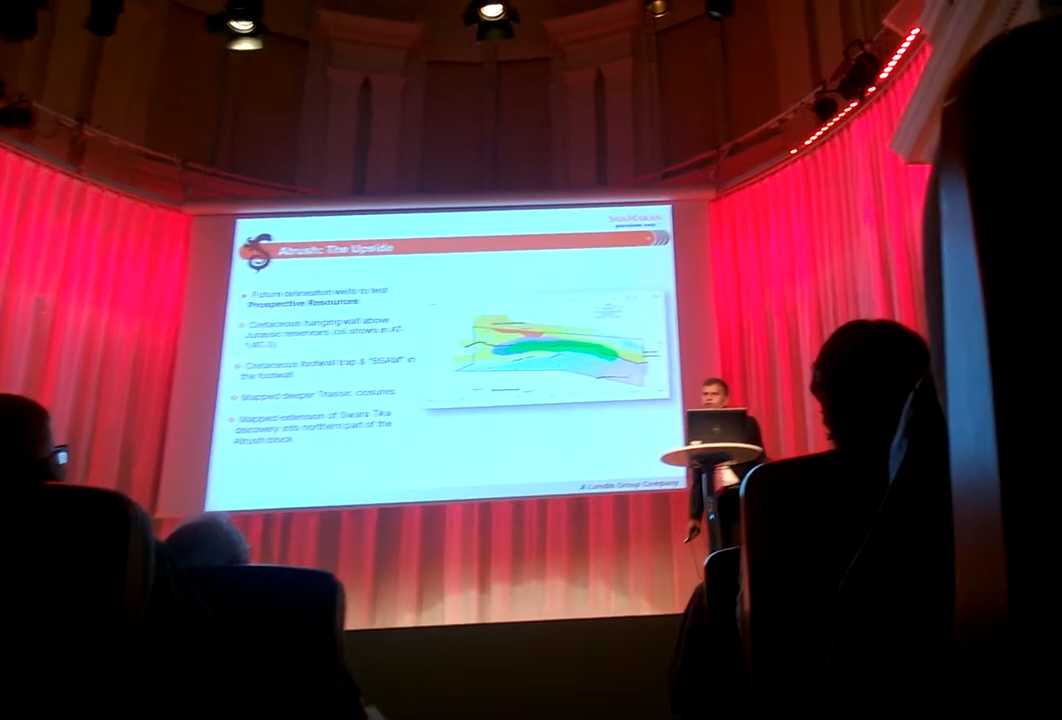 ShaMaran
Atrush: The Upside
Future delineation wells to test
Prospective Resources:
Cretaceous hanging wall above
Jurassic reservoirs (oil shows in AT-
1/AT-3)
Cretaceous footwall trap & "BSAW" in
the footwall
Mapped deeper Triassic closures.
Mapped extension of Swara Tika
discovery into northern part of the
Atrush block
A Lundin Group Company